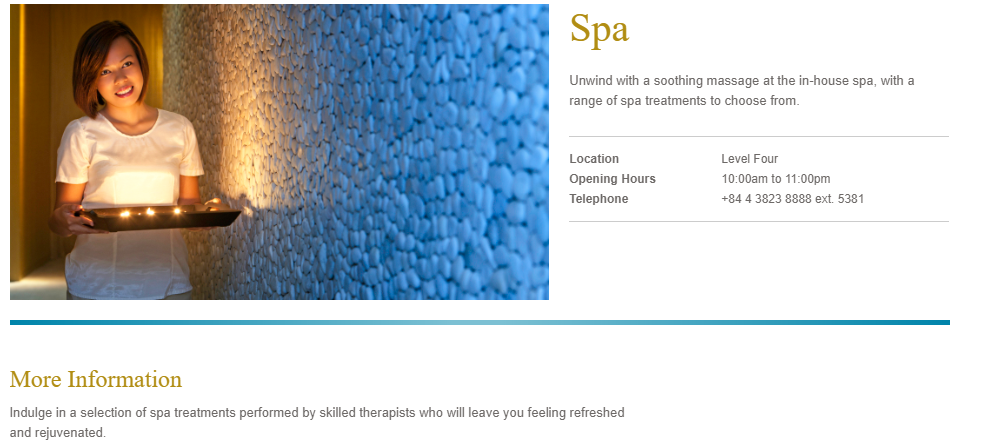 Spa
Unwind with a soothing massage at the in-house spa, with a
range of spa treatments to choose from.
Location Level Four
Opening Hours 10:00am to 11:00pm
Telephone +84 4 3823 8888 ext. 5381
More Information
Indulge in a selection of spa treatments performed by skilled therapists who will leave you feeling refreshed
and rejuvenated.